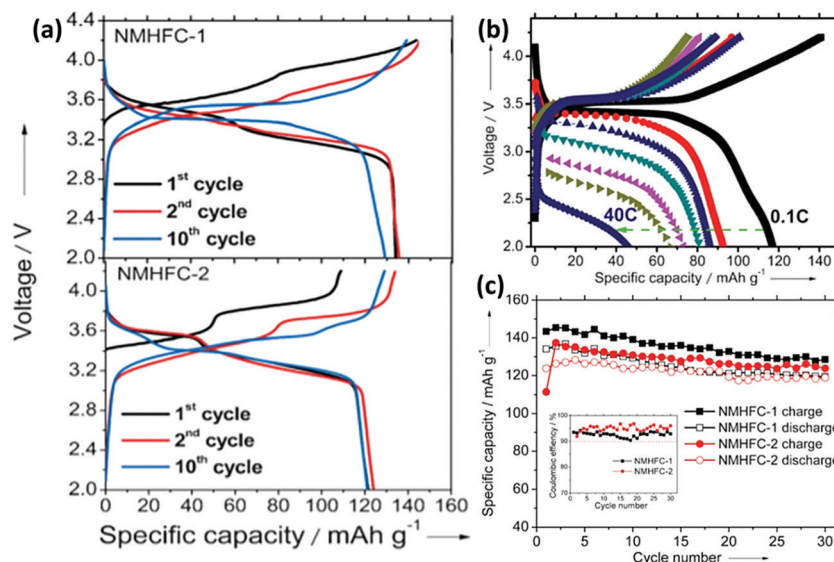 (a)
NMHFC-1
4.4
4.0
3.6
3.2
2.8
2.4
2.0
1st cycle
2nd cycle
10th cycle
NMHFC-2
4.0
3.6
3.2
2.8
2.4
2.0
1st cycle
2nd cycle
10th cycle
Voltage / V
0 20 40 60 80 100 120 140 160
Specific capacity / mAh g-1
(b)
4.0
3.5
3.0
2.5
2.0
Voltage / V
40C
0.1C
0 20 40 60 80 100 120 140
Specific capacity / mAh g-1
(c)
160
140
120
100
80
60
40
Specific capacity / mAh g-1
NMHFC-1 charge
NMHFC-1 discharge
NMHFC-2 charge
NMHFC-2 discharge
Coulombic effiency / %
100
90
80
70
60
NMHFC-1
NMHFC-2
0 5 10 15 20 25 30
Cycle number
0 5 10 15 20 25 30
Cycle number